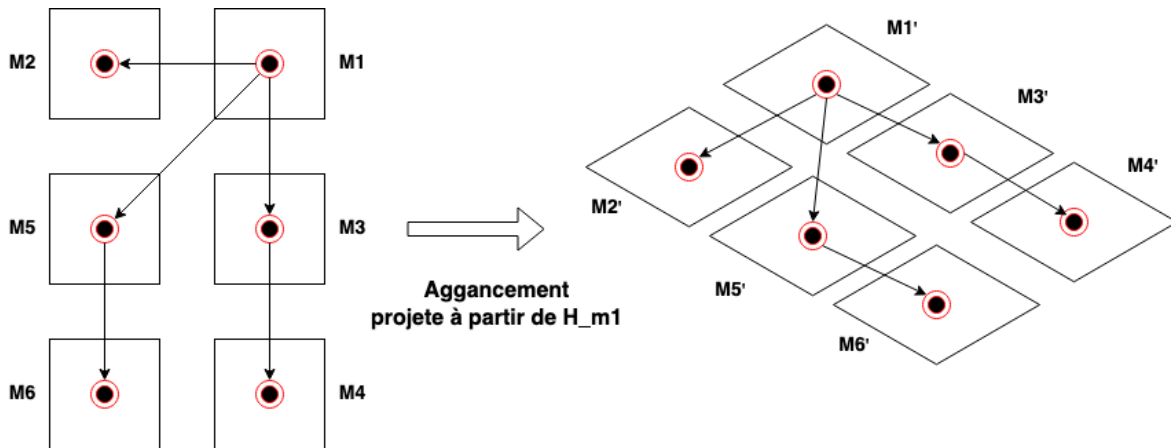 M2
M1
M5
M3
M6
M4
Aggancement
projete à partir de H_m1
M1'
M3'
M4'
M2'
M5'
M6'